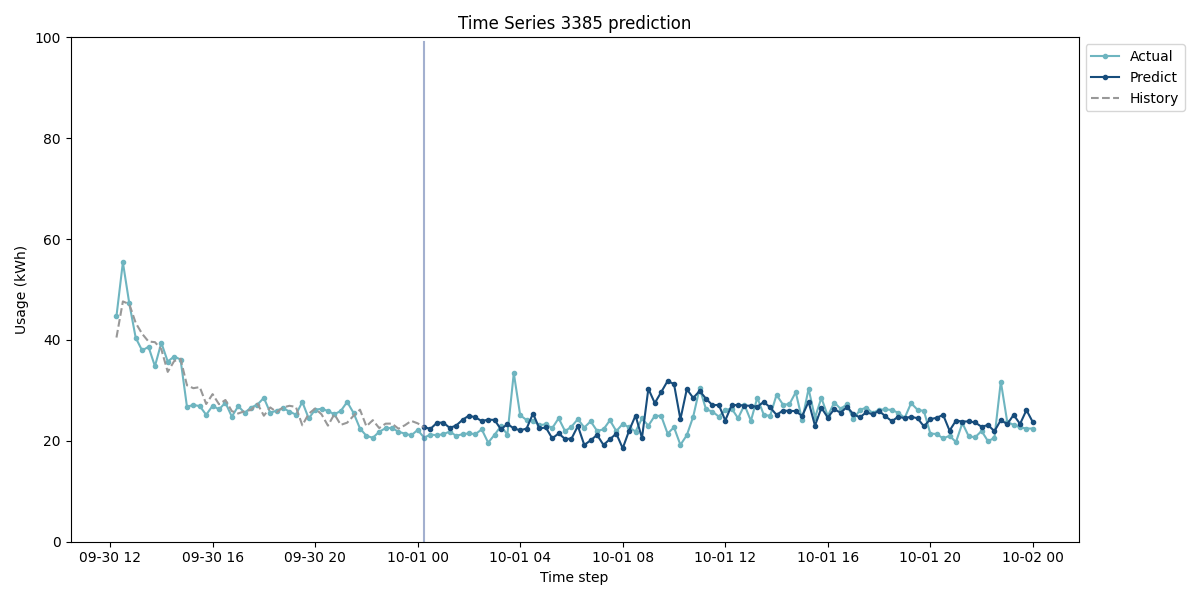 Time Series 3385 prediction
Actual
Predict
History
Usage (kWh)
100
80
60
40
20
0
09-30 12
09-30 16
09-30 20
10-01 00
10-01 04
10-01 08
10-01 12
10-01 16
10-01 20
10-02 00
Time step